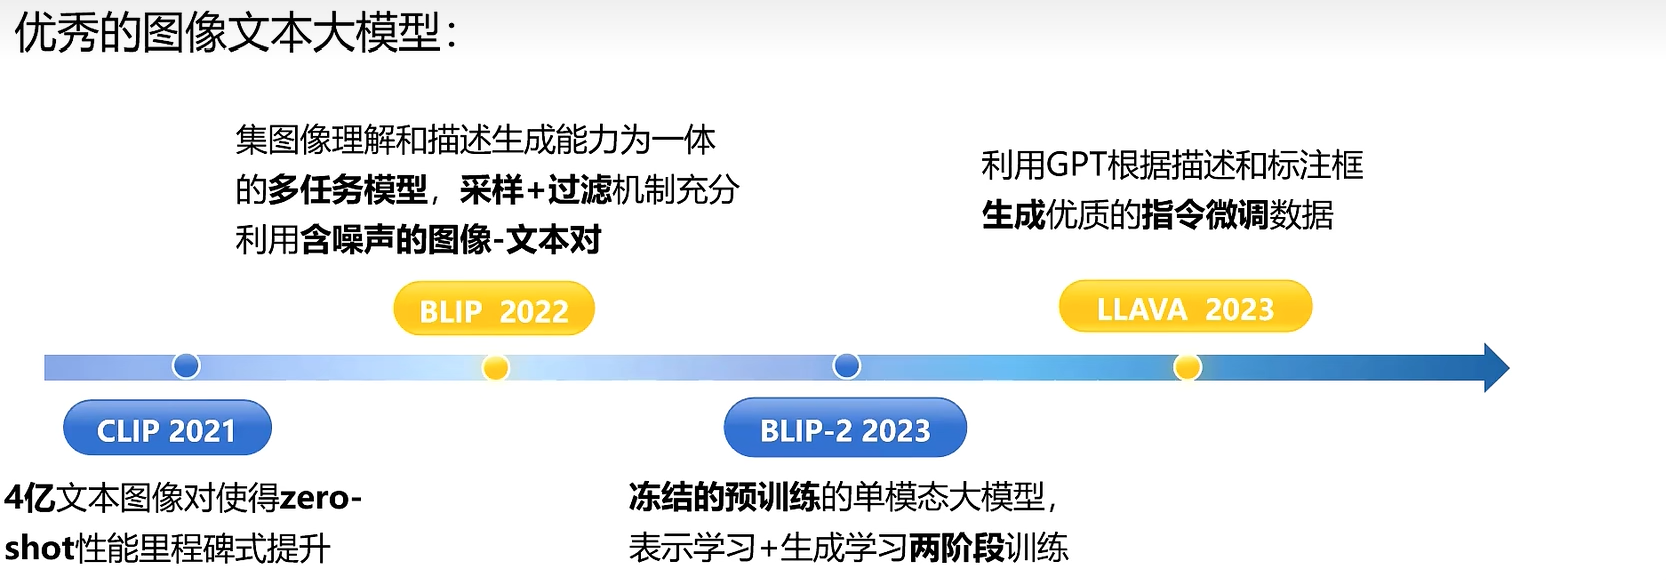 优秀的图像文本大模型：
集图像理解和描述生成能力为一体
的多任务模型，采样+过滤机制充分
利用含噪声的图像-文本对
利用GPT根据描述和标注框
生成优质的指令微调数据
BLIP 2022
LLAVA 2023
CLIP 2021
BLIP-2 2023
4亿文本图像对使得zero-
shot性能里程碑式提升
冻结的预训练的单模态大模型，
表示学习+生成学习两阶段训练